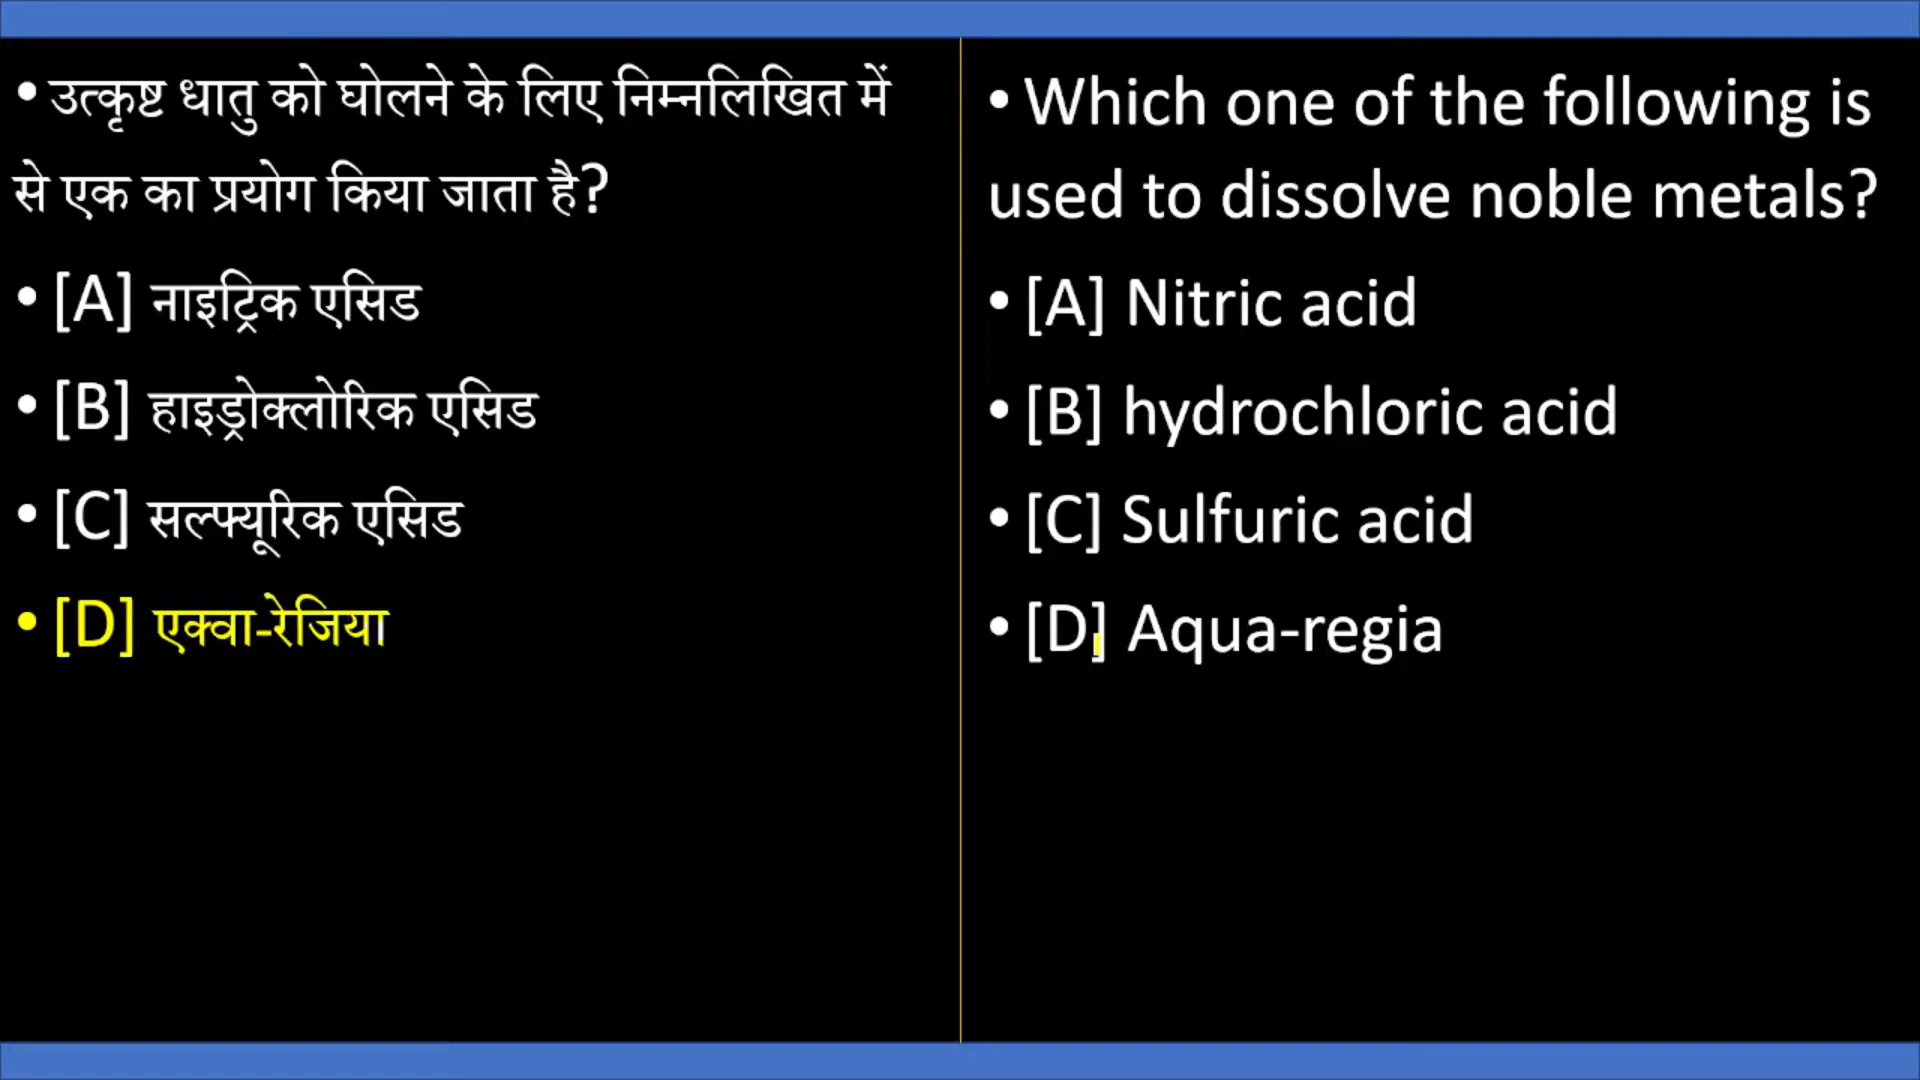 • उत्कृष्ट धातु को घोलने के लिए निम्नलिखित में
से एक का प्रयोग किया जाता है?
• [A] नाइट्रिक एसिड
• [B] हाइड्रोक्लोरिक एसिड
• [C] सल्फ्यूरिक एसिड
• [D] एक्वा-रेजिया
• Which one of the following is
used to dissolve noble metals?
• [A] Nitric acid
• [B] hydrochloric acid
• [C] Sulfuric acid
• [D] Aqua-regia